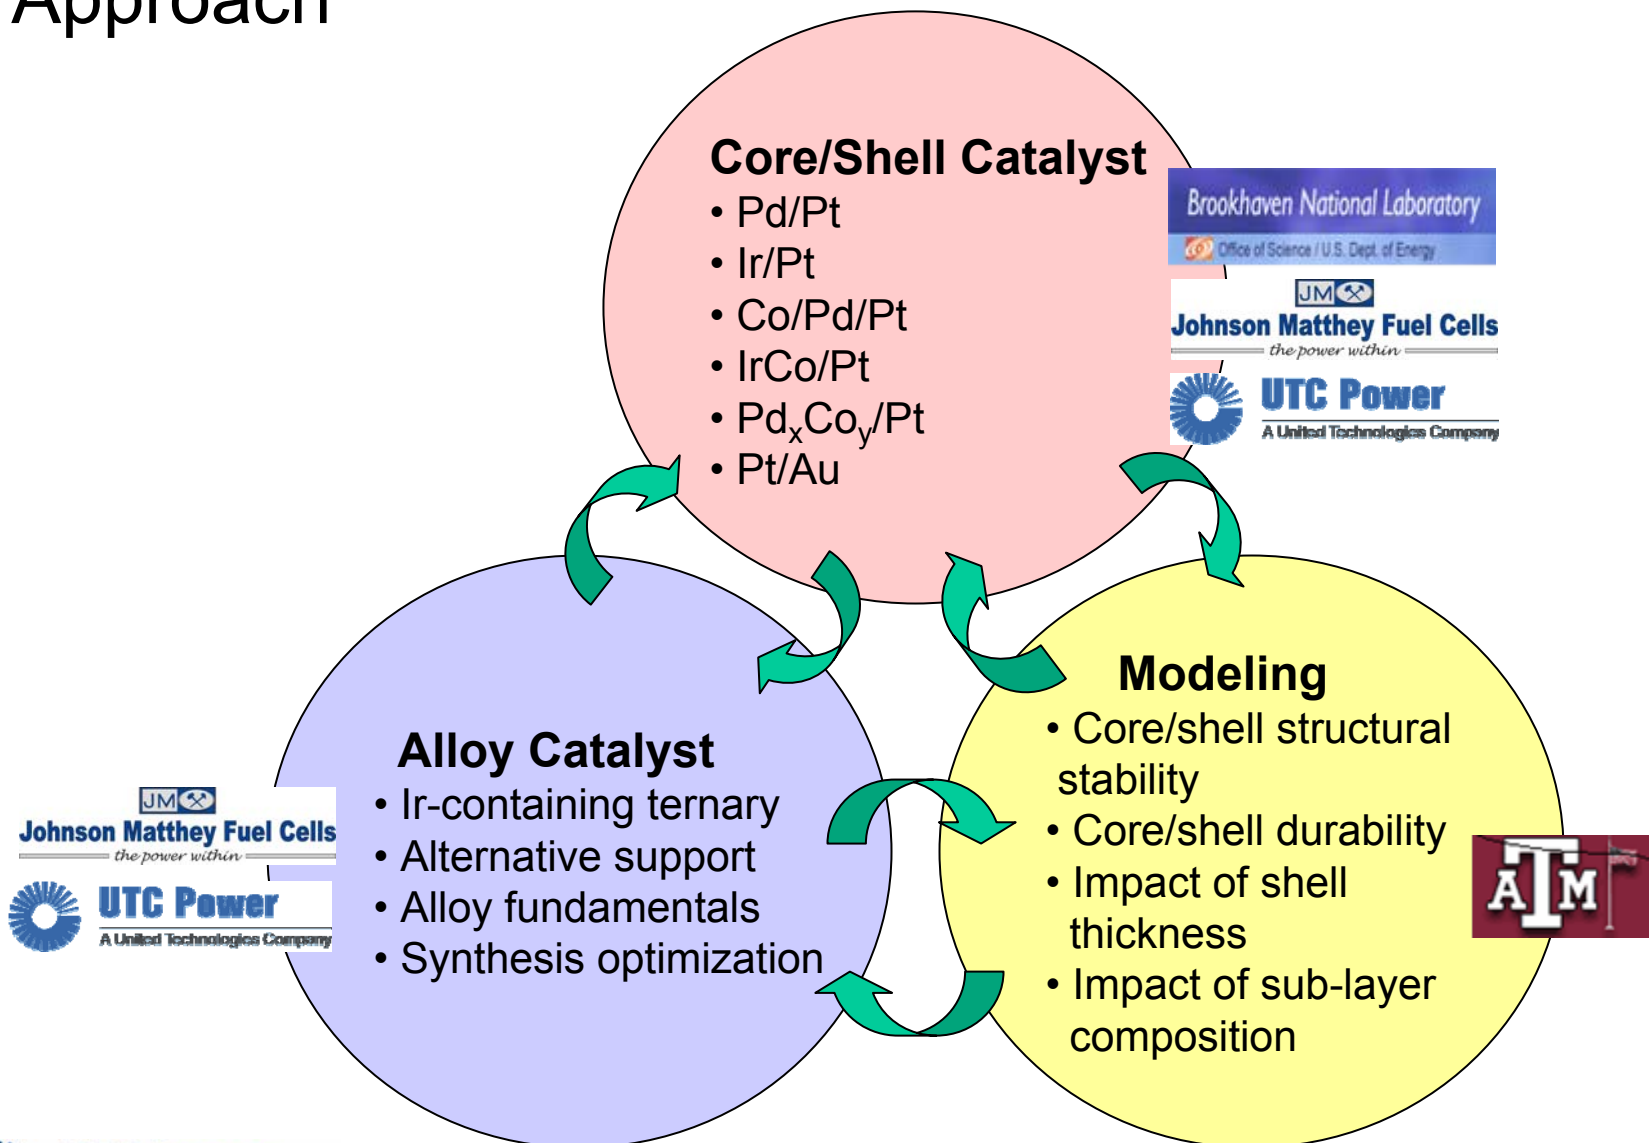 Approach
Core/Shell Catalyst
• Pd/Pt
• Ir/Pt
• Co/Pd/Pt
• IrCo/Pt
• PdxCoy/Pt
• Pt/Au
Brookhaven National Laboratory
Office of Science / U.S. Dept. of Energy
JM
Johnson Matthey Fuel Cells
the power within
UTC Power
A United Technologies Company
Alloy Catalyst
• Ir-containing ternary
• Alternative support
• Alloy fundamentals
• Synthesis optimization
JM
Johnson Matthey Fuel Cells
the power within
UTC Power
A United Technologies Company
Modeling
• Core/shell structural
stability
• Core/shell durability
• Impact of shell
thickness
• Impact of sub-layer
composition
ATM